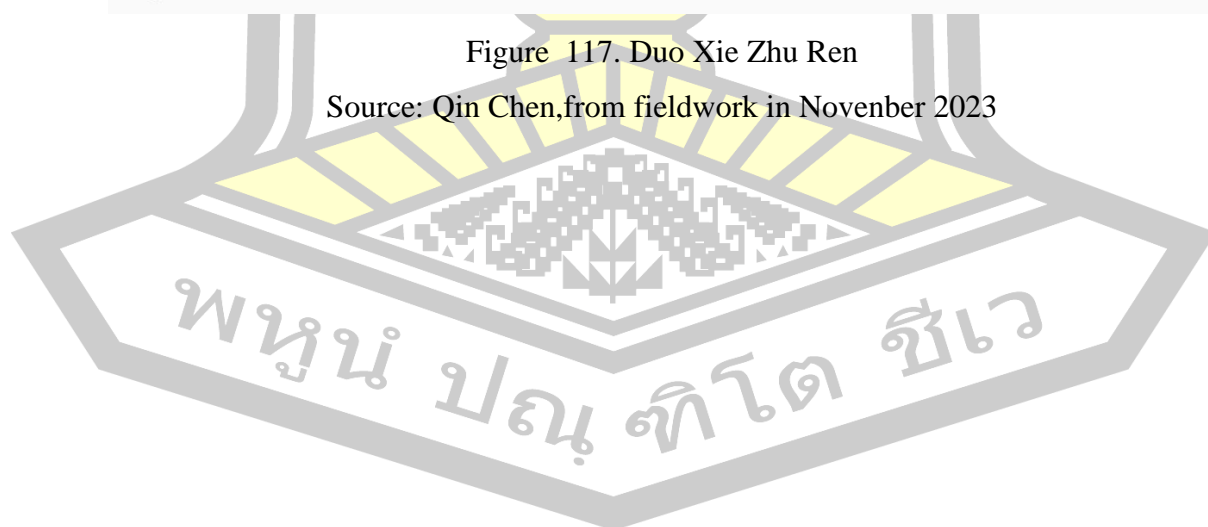 Figure 117. Duo Xie Zhu Ren
Source: Qin Chen,from fieldwork in Novenber 2023
พหูนํ ปณฺฑิโต ชีเว